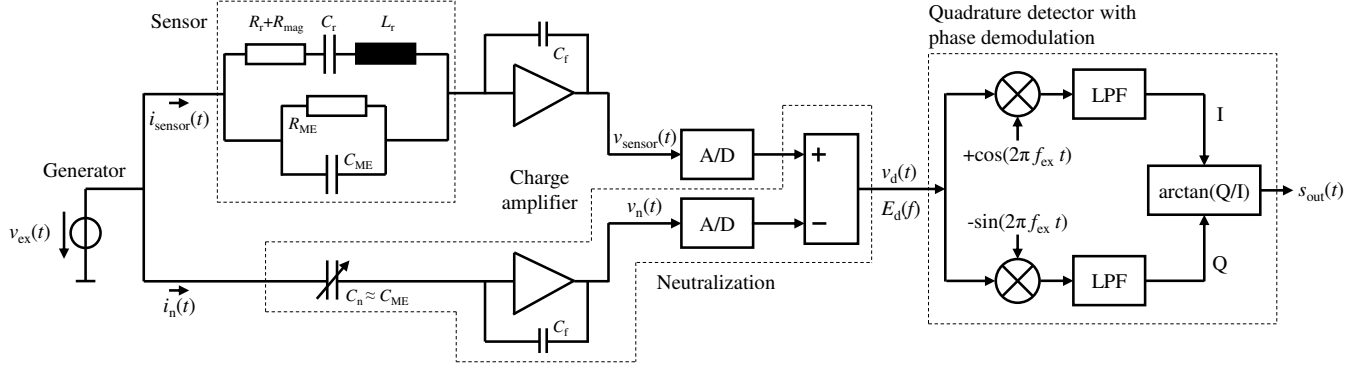 Sensor
R_r+R_mag
C_r
L_r
R_ME
C_ME
i_sensor(t)
Generator
v_ex(t)
i_n(t)
C_n ≈ C_ME
C_f
Charge
amplifier
C_f
v_sensor(t)
v_n(t)
A/D
A/D
+
−
Neutralization
v_d(t)
E_d(f)
Quadrature detector with
phase demodulation
LPF
+cos(2π f_ex t)
I
-sin(2π f_ex t)
LPF
Q
arctan(Q/I)
s_out(t)